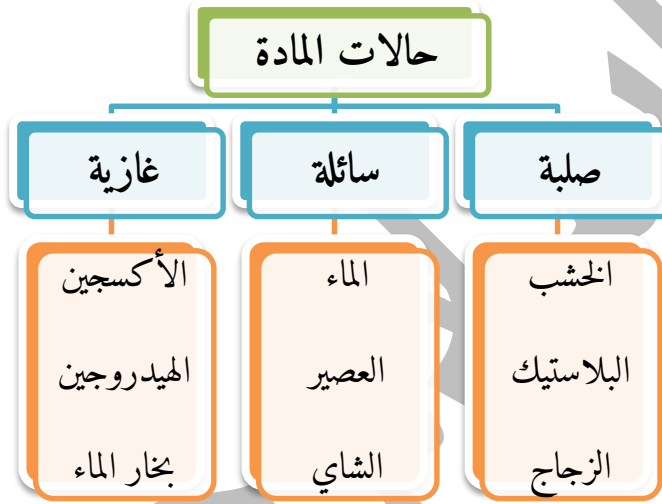 حالات المادة
صلبة
سائلة
غازية
الخشب
البلاستيك
الزجاج
الماء
العصير
الشاي
الأكسجين
الهيدروجين
بخار الماء